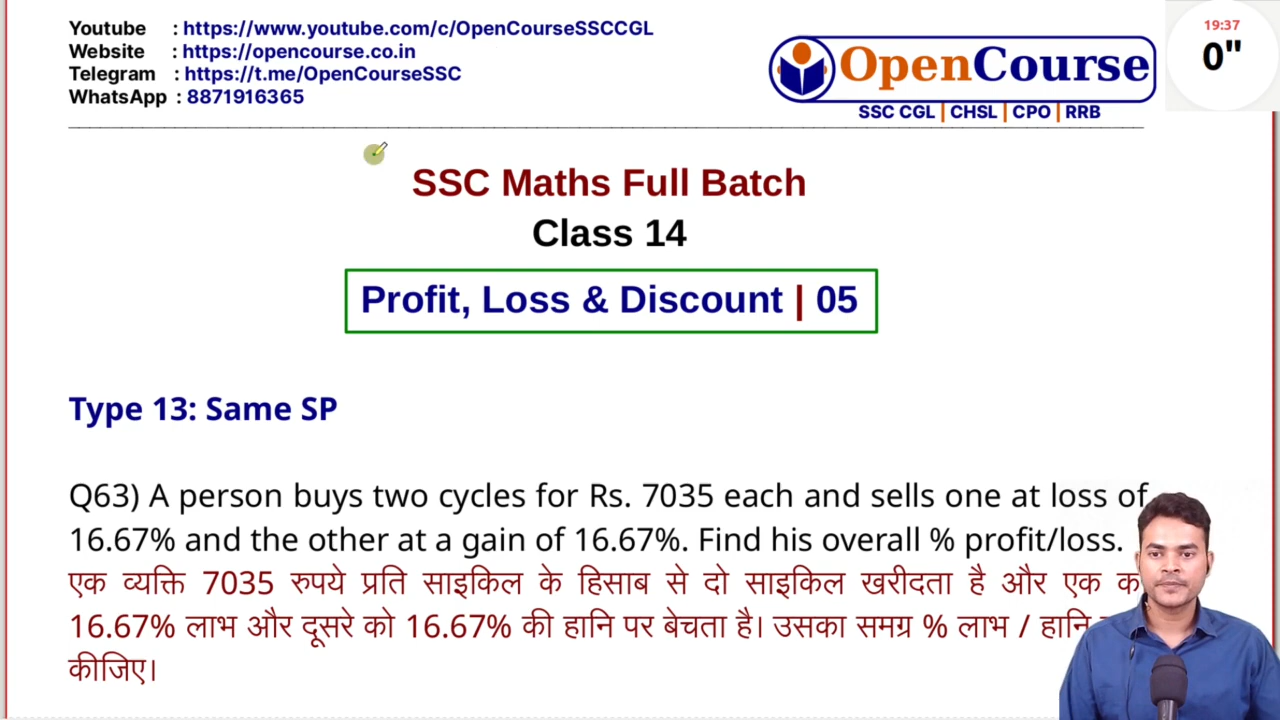 Youtube : https://www.youtube.com/c/OpenCourseSSCCGL
Website : https://opencourse.co.in
Telegram : https://t.me/OpenCourseSSC
WhatsApp : 8871916365
OpenCourse
SSC CGL | CHSL | CPO | RRB
19:37
0"
SSC Maths Full Batch
Class 14
Profit, Loss & Discount | 05
Type 13: Same SP
Q63) A person buys two cycles for Rs. 7035 each and sells one at loss of
16.67% and the other at a gain of 16.67%. Find his overall % profit/loss.
एक व्यक्ति 7035 रुपये प्रति साइकिल के हिसाब से दो साइकिल खरीदता है और एक
16.67% लाभ और दूसरे को 16.67% की हानि पर बेचता है। उसका समग्र % लाभ / हानि
कीजिए।